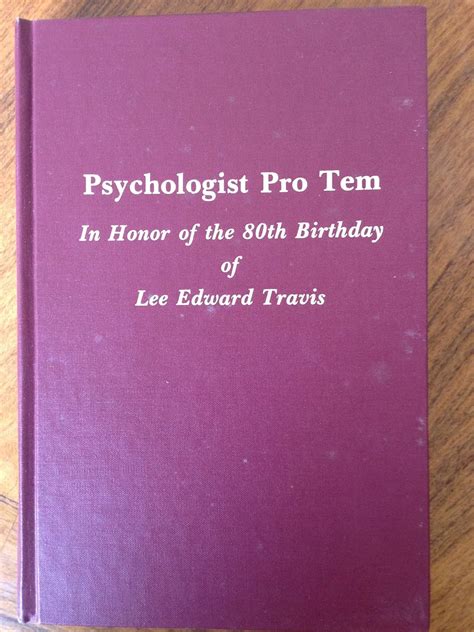 Psychologist Pro Tem
In Honor of the 80th Birthday
of
Lee Edward Travis